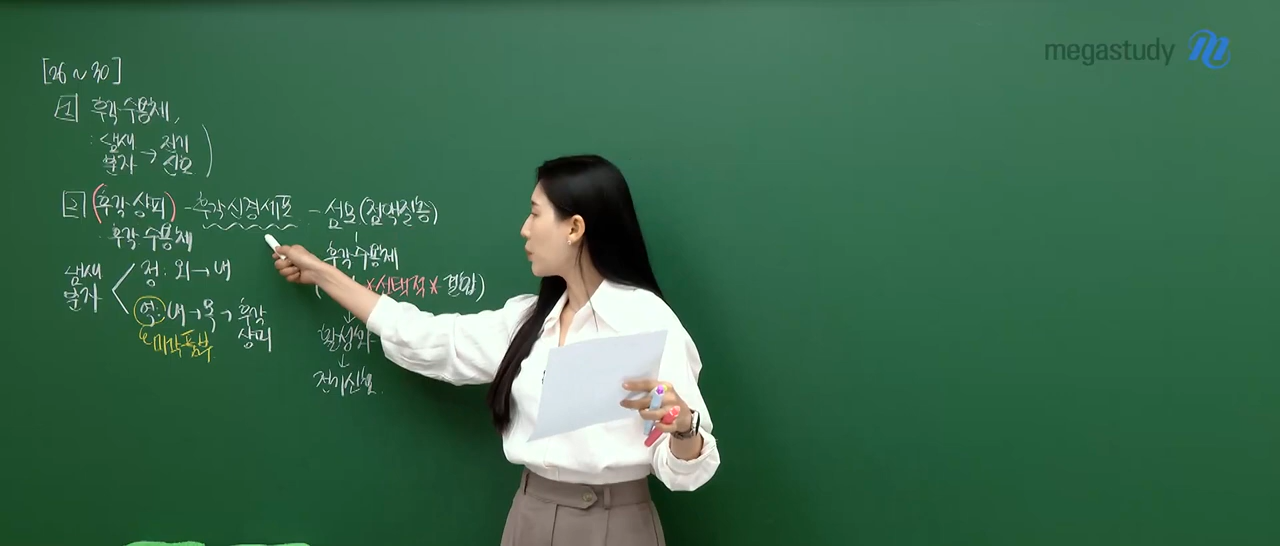 megastudy
[26~30]
1 후각 수용체,
: 냄새 분자 → 전기 신호)
2 (후각 상피) - 후각신경세포 - 섬모(점액질층)
후각 수용체
후각 수용체
냄새 분자 < 정: 외→내
역: 내→목→후각 상피
미각 풍부
( *선택적* 결합)
↓
활성화
↓
전기신호.